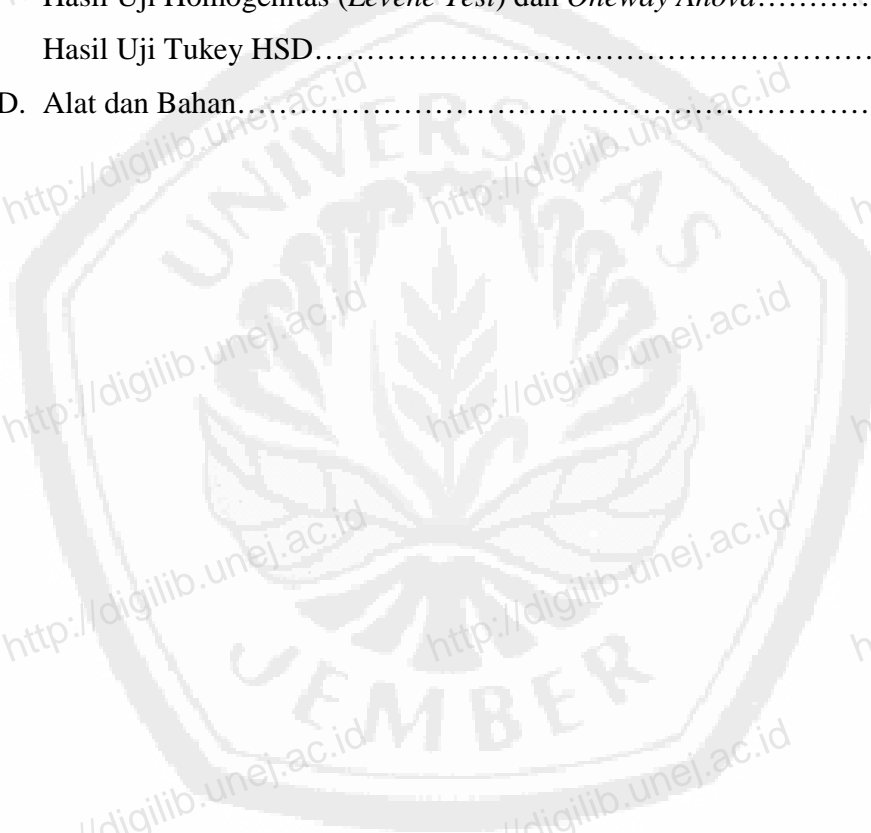 Hasil Uji Homogenitas (Levene Test) dan Oneway Anova…………
Hasil Uji Tukey HSD……………………………………………………
D. Alat dan Bahan…………………………………………………………
UNIVERSITAS
JEMBER
http://digilib.unej.ac.id
http://digilib.unej.ac.id
http://digilib.unej.ac.id
http://digilib.unej.ac.id
http://digilib.unej.ac.id
http://digilib.unej.ac.id
//digilib.unej.ac.id
//digilib.unej.ac.id